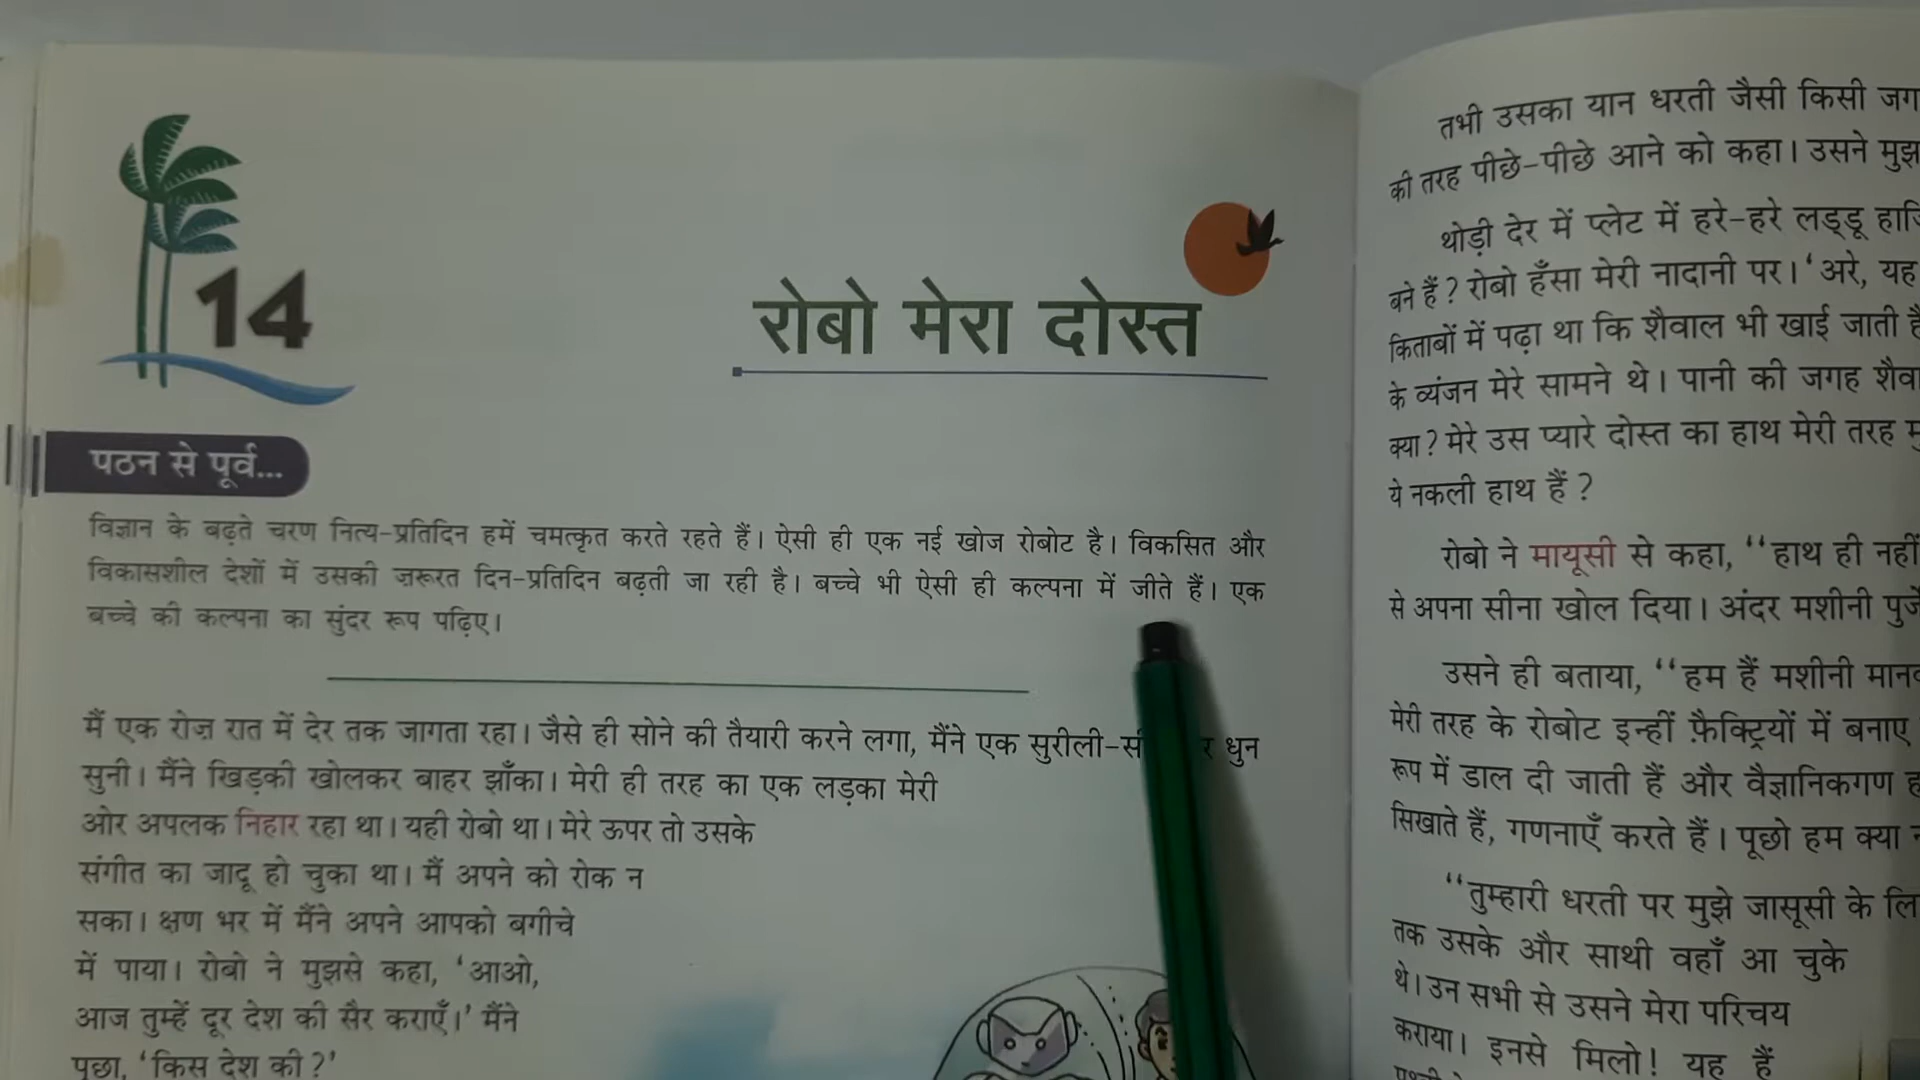 14
रोबो मेरा दोस्त
पठन से पूर्व...
विज्ञान के बढ़ते चरण नित्य-प्रतिदिन हमें चमत्कृत करते रहते हैं। ऐसी ही एक नई खोज रोबोट है। विकसित और
विकासशील देशों में उसकी ज़रूरत दिन-प्रतिदिन बढ़ती जा रही है। बच्चे भी ऐसी ही कल्पना में जीते हैं। एक
बच्चे की कल्पना का सुंदर रूप पढ़िए।
मैं एक रोज़ रात में देर तक जागता रहा। जैसे ही सोने की तैयारी करने लगा, मैंने एक सुरीली- धुन
सुनी। मैंने खिड़की खोलकर बाहर झाँका। मेरी ही तरह का एक लड़का मेरी
ओर अपलक निहार रहा था। यही रोबो था। मेरे ऊपर तो उसके
संगीत का जादू हो चुका था। मैं अपने को रोक न
सका। क्षण भर में मैंने अपने आपको बगीचे
में पाया। रोबो ने मुझसे कहा, ‘आओ,
आज तुम्हें दूर देश की सैर कराएँ।’ मैंने
पूछा, ‘किस देश की?’
तभी उसका यान धरती जैसी किसी
की तरह पीछे-पीछे आने को कहा। उसने
थोड़ी देर में प्लेट में हरे-हरे लड्डू
बने हैं? रोबो हँसा मेरी नादानी पर। ‘अरे, यह
किताबों में पढ़ा था कि शैवाल भी खाई जाती
के व्यंजन मेरे सामने थे। पानी की जगह
क्या? मेरे उस प्यारे दोस्त का हाथ मेरी तरह
ये नकली हाथ हैं?
रोबो ने मायूसी से कहा, “हाथ ही नहीं
से अपना सीना खोल दिया। अंदर मशीनी
उसने ही बताया, “हम हैं मशीनी
मेरी तरह के रोबोट इन्हीं फ़ैक्ट्रियों में बनाए
रूप में डाल दी जाती हैं और वैज्ञानिकगण
सिखाते हैं, गणनाएँ करते हैं। पूछो हम क्या
“तुम्हारी धरती पर मुझे जासूसी के
तक उसके और साथी वहाँ आ चुके
थे। उन सभी से उसने मेरा परिचय
कराया। इनसे मिलो! यह हैं